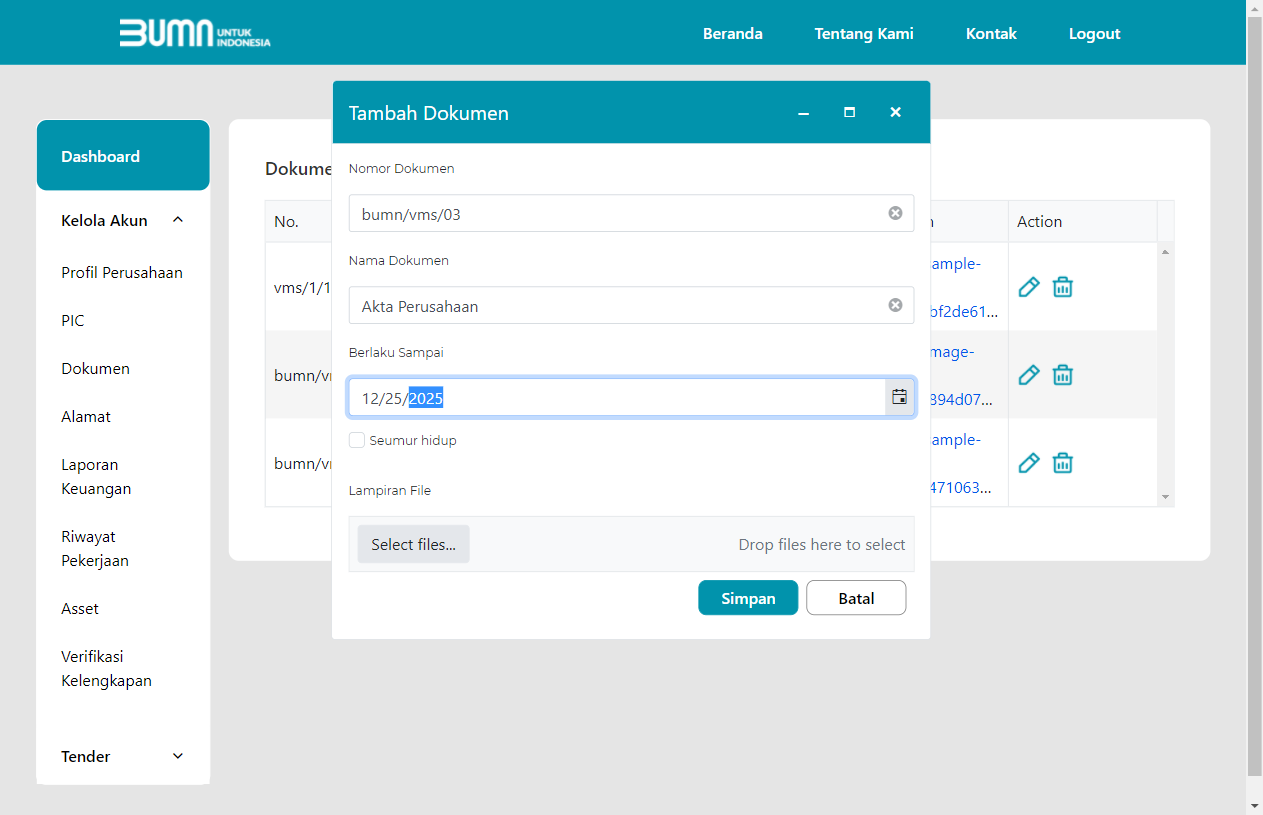 BUMN UNTUK INDONESIA
Beranda
Tentang Kami
Kontak
Logout
Dashboard
Kelola Akun
Profil Perusahaan
PIC
Dokumen
Alamat
Laporan
Keuangan
Riwayat
Pekerjaan
Asset
Verifikasi
Kelengkapan
Tender
No.
Action
vms/1/1
ample-
bf2de61...
mage-
894d07...
ample-
471063...
Tambah Dokumen
Nomor Dokumen
bumn/vms/03
Nama Dokumen
Akta Perusahaan
Berlaku Sampai
12/25/2025
Seumur hidup
Lampiran File
Select files...
Drop files here to select
Simpan
Batal